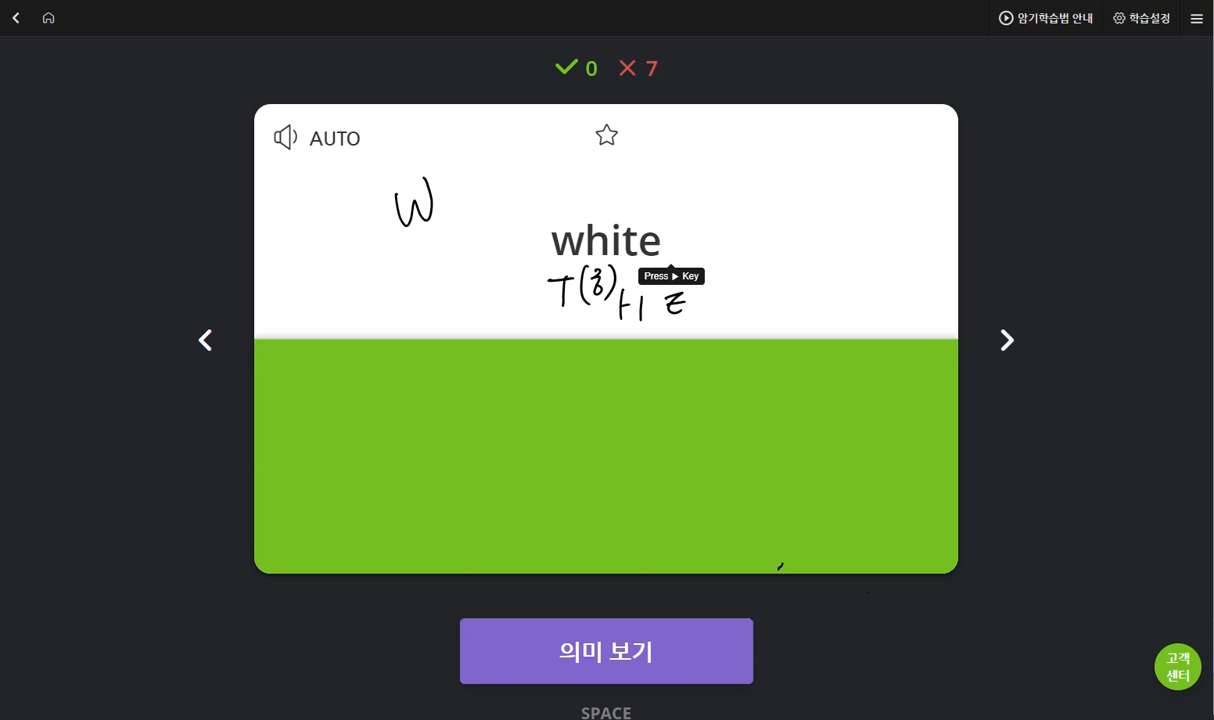 암기학습법 안내 학습설정
0 7
AUTO
W
white
Press ▶ Key
ㅜ(ㅎ) ㅏㅣ ㅌ
의미 보기
고객
센터
SPACE